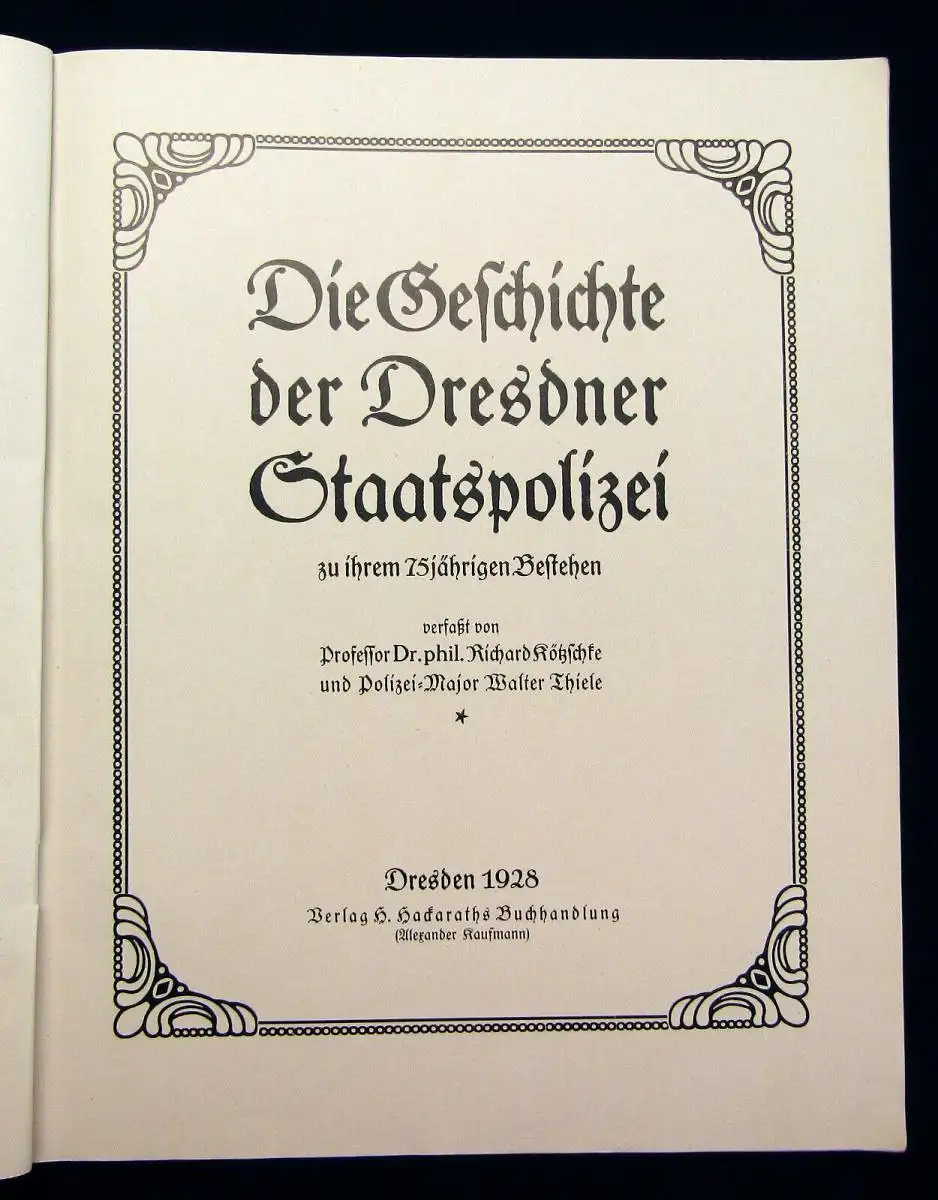 Die Geschichte
der Dresdner
Staatspolizei
zu ihrem 75jährigen Bestehen
verfaßt von
Professor Dr. phil. Richard Kötzschke
und Polizei-Major Walter Thiele
Dresden 1928
Verlag H. Hackaraths Buchhandlung
(Alexander Kaufmann)